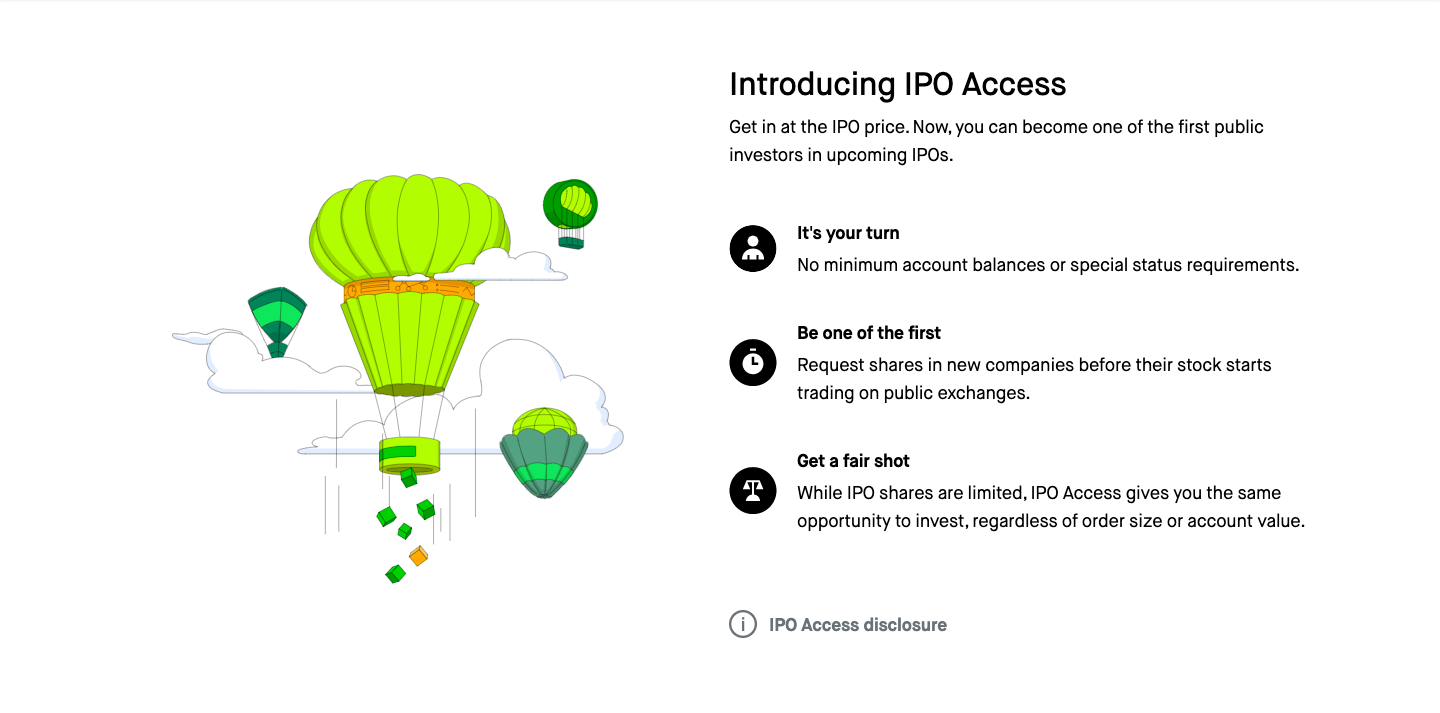 Introducing IPO Access
Get in at the IPO price. Now, you can become one of the first public
investors in upcoming IPOs.
It's your turn
No minimum account balances or special status requirements.
Be one of the first
Request shares in new companies before their stock starts
trading on public exchanges.
Get a fair shot
While IPO shares are limited, IPO Access gives you the same
opportunity to invest, regardless of order size or account value.
IPO Access disclosure